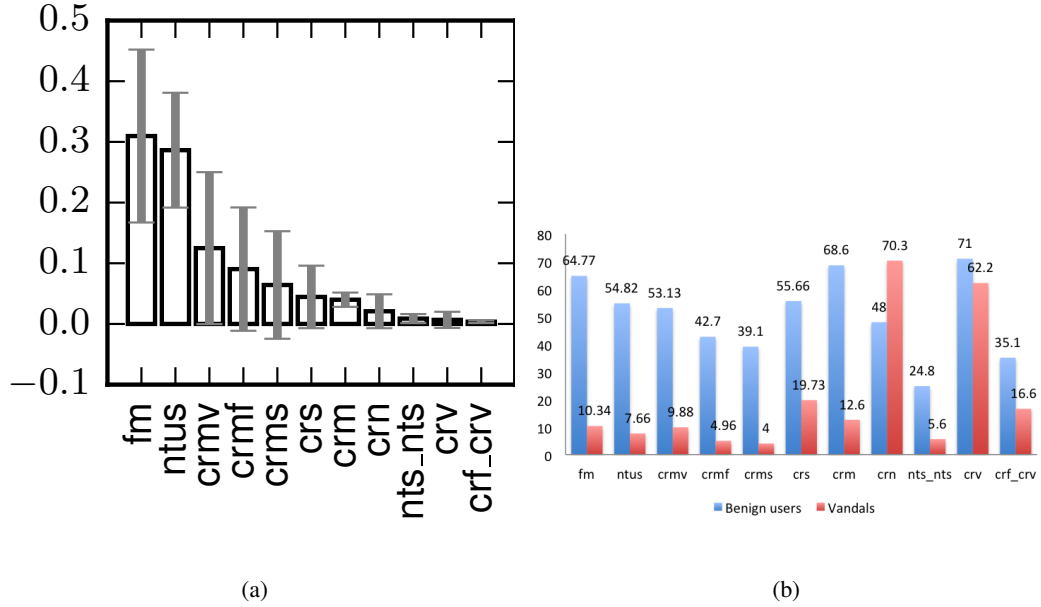 0.5
0.4
0.3
0.2
0.1
0.0
−0.1
fm
ntus
crmv
crmf
crms
crs
crm
crn
nts_nts
crv
crf_crv
(a)
80
70
60
50
40
30
20
10
0
64.77
10.34
54.82
7.66
53.13
9.88
42.7
4.96
39.1
4
55.66
19.73
68.6
12.6
48
70.3
24.8
5.6
71
62.2
35.1
16.6
fm ntus crmv crmf crms crs crm crn nts_nts crv crf_crv
Benign users Vandals
(b)